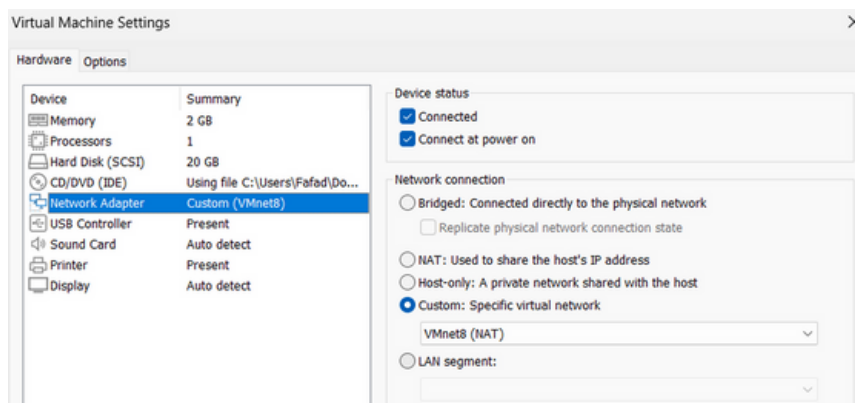 Virtual Machine Settings
Hardware Options
Device Summary
Memory 2 GB
Processors 1
Hard Disk (SCSI) 20 GB
CD/DVD (IDE) Using file C:\Users\Fafad\Do...
Network Adapter Custom (VMnet8)
USB Controller Present
Sound Card Auto detect
Printer Present
Display Auto detect
Device status
Connected
Connect at power on
Network connection
Bridged: Connected directly to the physical network
Replicate physical network connection state
NAT: Used to share the host's IP address
Host-only: A private network shared with the host
Custom: Specific virtual network
VMnet8 (NAT)
LAN segment: